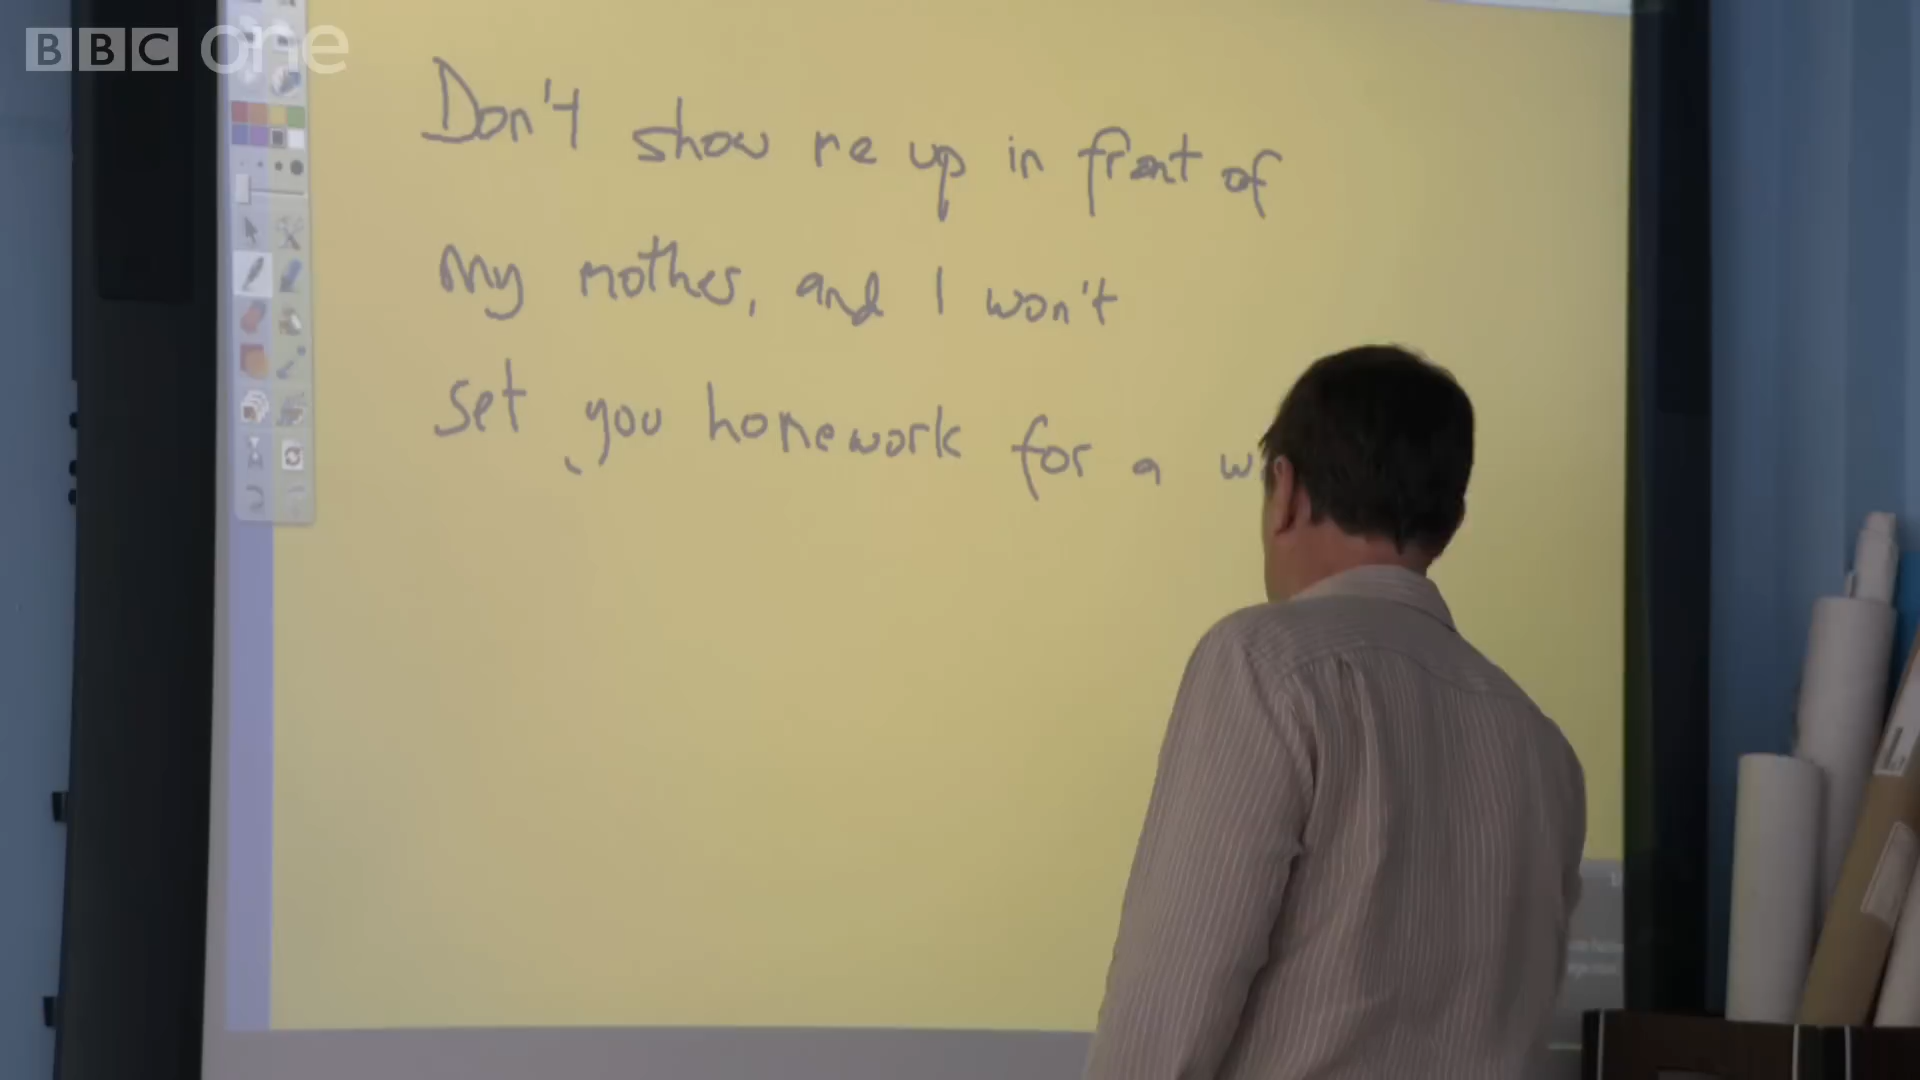 BBC one
Don't show me up in front of
my mother, and I won't
set you homework for a
L